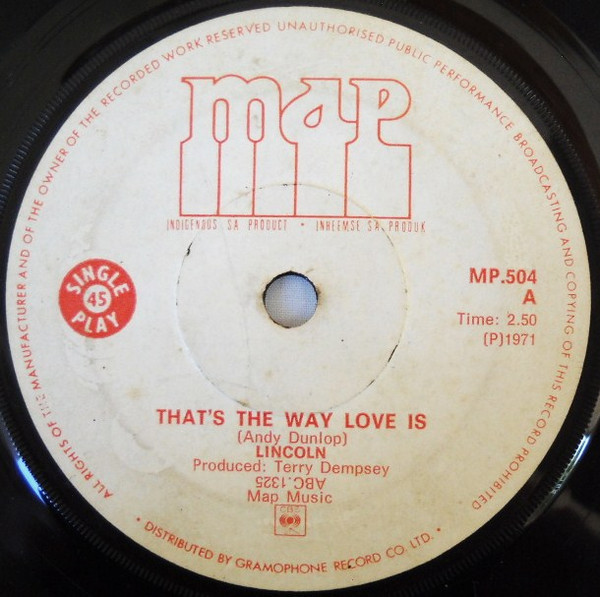 ALL RIGHTS OF THE MANUFACTURER AND OF THE OWNER OF THE RECORDED WORK RESERVED UNAUTHORISED PUBLIC PERFORMANCE BROADCASTING AND COPYING OF THIS RECORD PROHIBITED
map
INDIGENOUS SA PRODUCT • INHEEMSE SA PRODUK
SINGLE
45
PLAY
MP.504
A
Time: 2.50
(P)1971
THAT'S THE WAY LOVE IS
(Andy Dunlop)
LINCOLN
Produced: Terry Dempsey
ABC.1325
Map Music
CBS
• DISTRIBUTED BY GRAMOPHONE RECORD CO. LTD. •